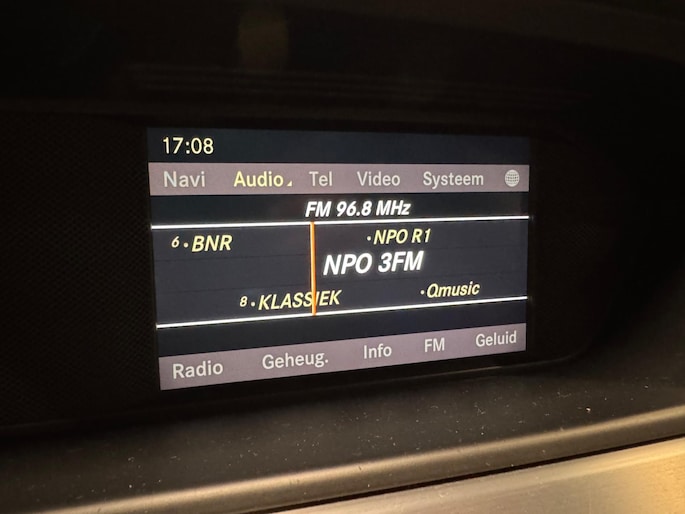 17:08
Navi Audio Tel Video Systeem
FM 96.8 MHz
6 • BNR • NPO R1
NPO 3FM
8 • KLASSIEK • Qmusic
Radio Geheug. Info FM Geluid